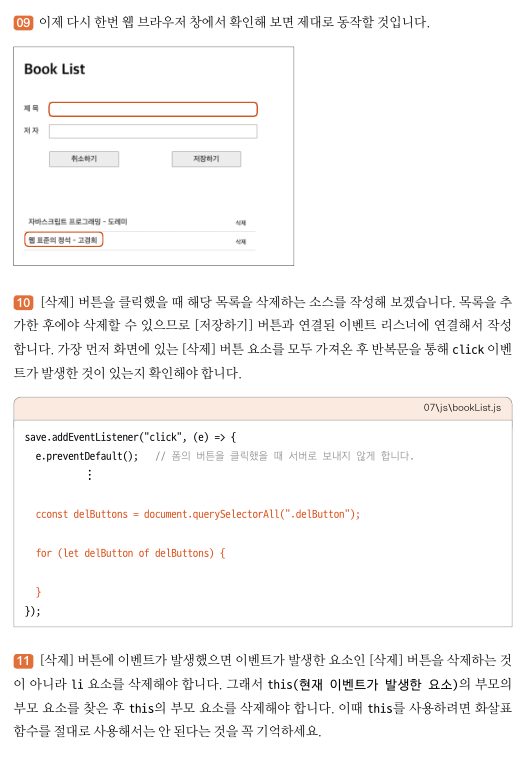 09 이제 다시 한번 웹 브라우저 창에서 확인해 보면 제대로 동작할 것입니다.
Book List
제 목
저 자
취소하기 저장하기
자바스크립트 프로그래밍 - 도레미 삭제
웹 표준의 정석 - 고경희 삭제
10 [삭제] 버튼을 클릭했을 때 해당 목록을 삭제하는 소스를 작성해 보겠습니다. 목록을 추
가한 후에야 삭제할 수 있으므로 [저장하기] 버튼과 연결된 이벤트 리스너에 연결해서 작성
합니다. 가장 먼저 화면에 있는 [삭제] 버튼 요소를 모두 가져온 후 반복문을 통해 click 이벤
트가 발생한 것이 있는지 확인해야 합니다.
07\js\bookList.js
save.addEventListener("click", (e) => {
e.preventDefault(); // 폼의 버튼을 클릭했을 때 서버로 보내지 않게 합니다.
⋮
cconst delButtons = document.querySelectorAll(".delButton");
for (let delButton of delButtons) {
}
});
11 [삭제] 버튼에 이벤트가 발생했으면 이벤트가 발생한 요소인 [삭제] 버튼을 삭제하는 것
이 아니라 li 요소를 삭제해야 합니다. 그래서 this(현재 이벤트가 발생한 요소)의 부모의
부모 요소를 찾은 후 this의 부모 요소를 삭제해야 합니다. 이때 this를 사용하려면 화살표
함수를 절대로 사용해서는 안 된다는 것을 꼭 기억하세요.